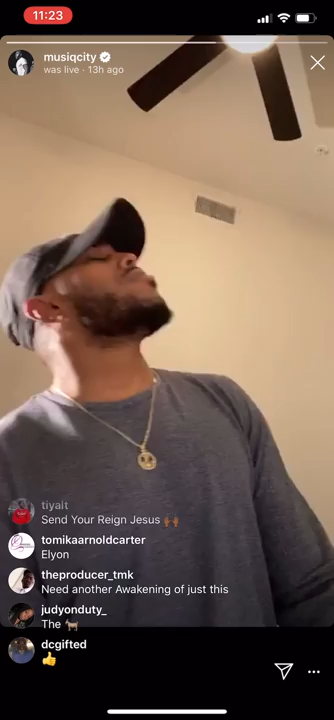 11:23
musiqcity
was live · 13h ago
tiyait
Send Your Reign Jesus 🙌🏾
tomikaarnoldcarter
Elyon
theproducer_tmk
Need another Awakening of just this
judyonduty_
The 🐐
dcgifted
👍